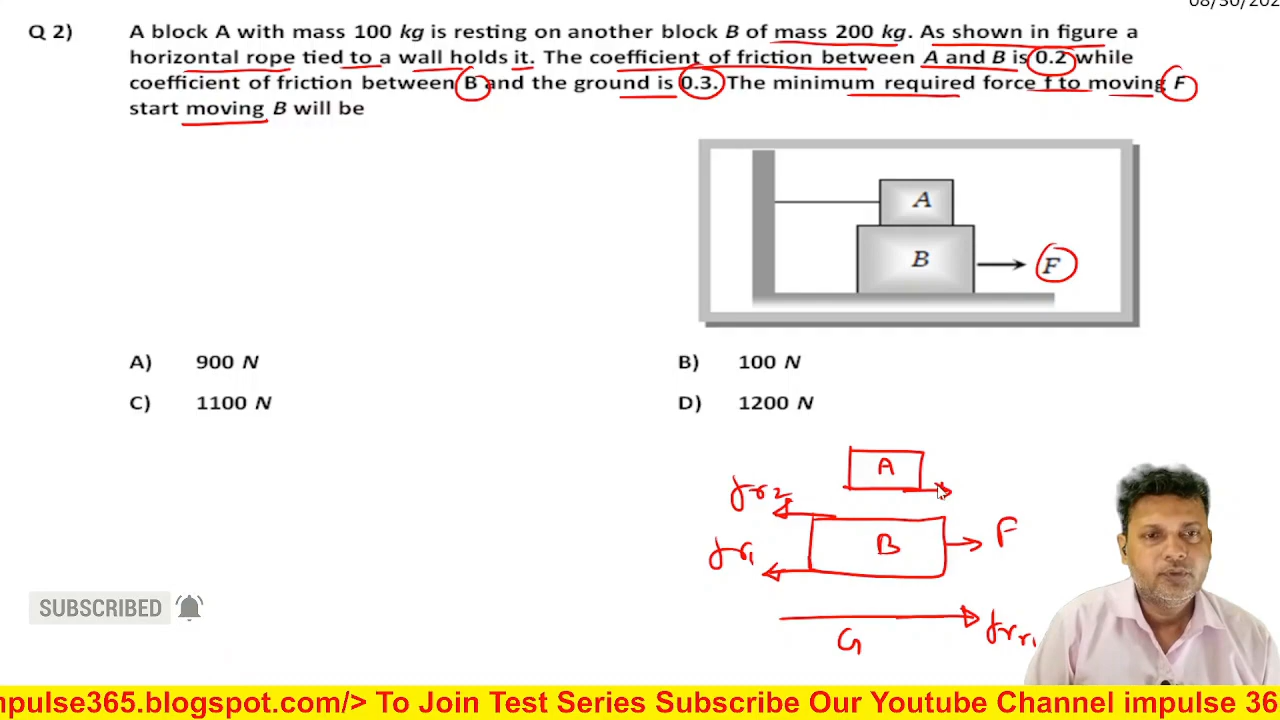 08/30/202
Q 2) A block A with mass 100 kg is resting on another block B of mass 200 kg. As shown in figure a
horizontal rope tied to a wall holds it. The coefficient of friction between A and B is 0.2 while
coefficient of friction between B and the ground is 0.3. The minimum required force f to moving F
start moving B will be
A
B
F
A) 900 N
B) 100 N
C) 1100 N
D) 1200 N
A
fr2
B
F
fr1
G
SUBSCRIBED
mpulse365.blogspot.com/> To Join Test Series Subscribe Our Youtube Channel impulse 36